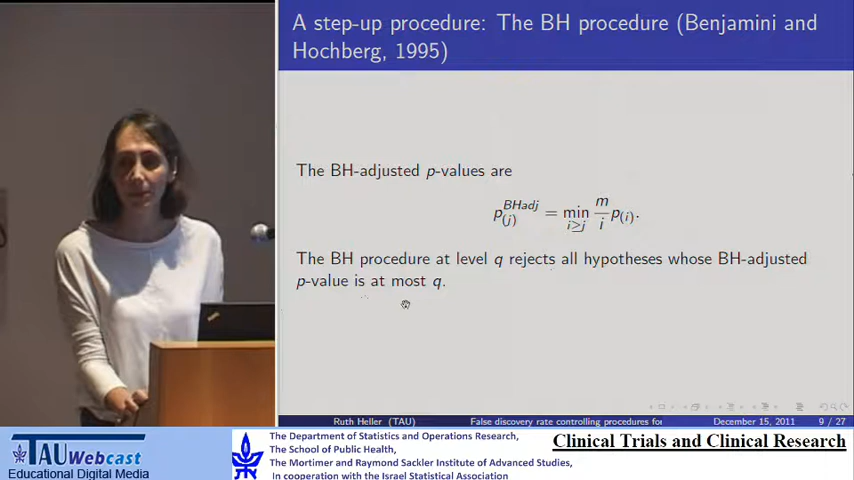 A step-up procedure: The BH procedure (Benjamini and
Hochberg, 1995)
The BH-adjusted p-values are
p_{(j)}^{BHadj} = min_{i≥j} \frac{m}{i} p_{(i)}.
The BH procedure at level q rejects all hypotheses whose BH-adjusted
p-value is at most q.
Ruth Heller (TAU) False discovery rate controlling procedures for December 15, 2011 9 / 27
TAU Webcast
Educational Digital Media
The Department of Statistics and Operations Research,
The School of Public Health,
The Mortimer and Raymond Sackler Institute of Advanced Studies,
In cooperation with the Israel Statistical Association
Clinical Trials and Clinical Research